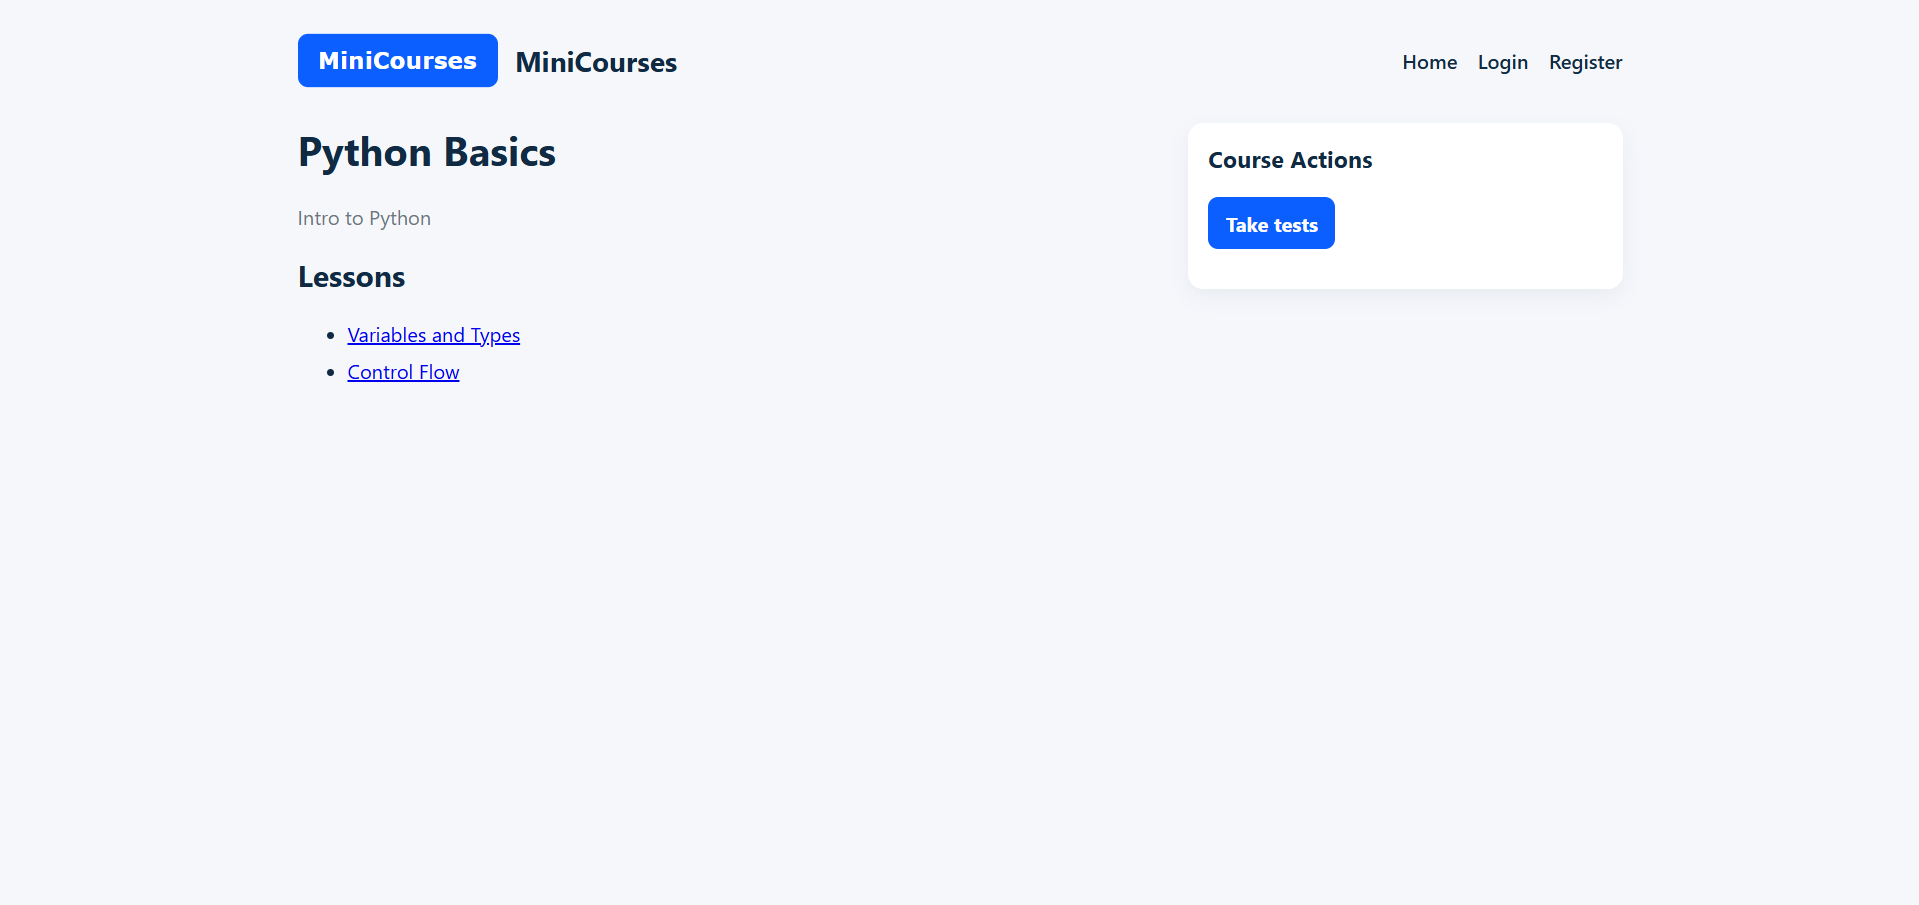 MiniCourses MiniCourses Home Login Register
Python Basics
Intro to Python
Lessons
Variables and Types
Control Flow
Course Actions
Take tests